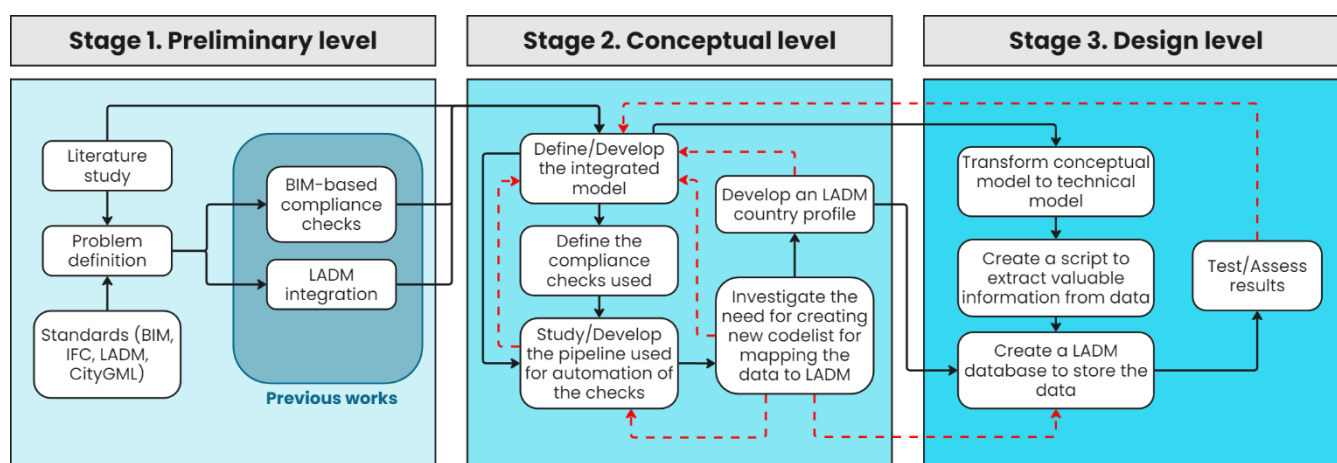 Stage 1. Preliminary level
Literature
study
Problem
definition
Standards (BIM,
IFC, LADM,
CityGML)
BIM-based
compliance
checks
LADM
integration
Previous works
Stage 2. Conceptual level
Define/Develop
the integrated
model
Define the
compliance
checks used
Study/Develop
the pipeline used
for automation of
the checks
Develop an LADM
country profile
Investigate the
need for creating
new codelist for
mapping the
data to LADM
Stage 3. Design level
Transform conceptual
model to technical
model
Create a script to
extract valuable
information from data
Create a LADM
database to store the
data
Test/Assess
results